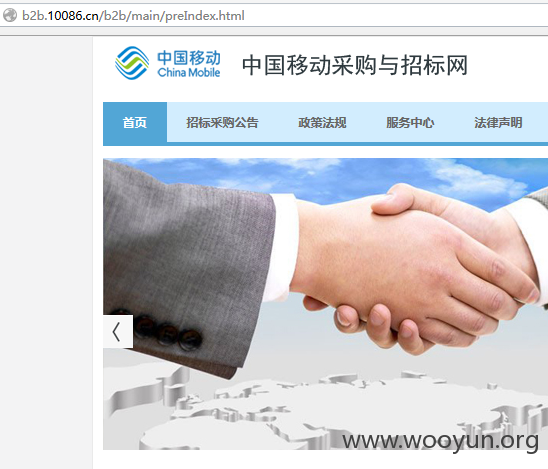 b2b.10086.cn/b2b/main/preIndex.html
中国移动
China Mobile
中国移动采购与招标网
首页 招标采购公告 政策法规 服务中心 法律声明
www.wooyun.org